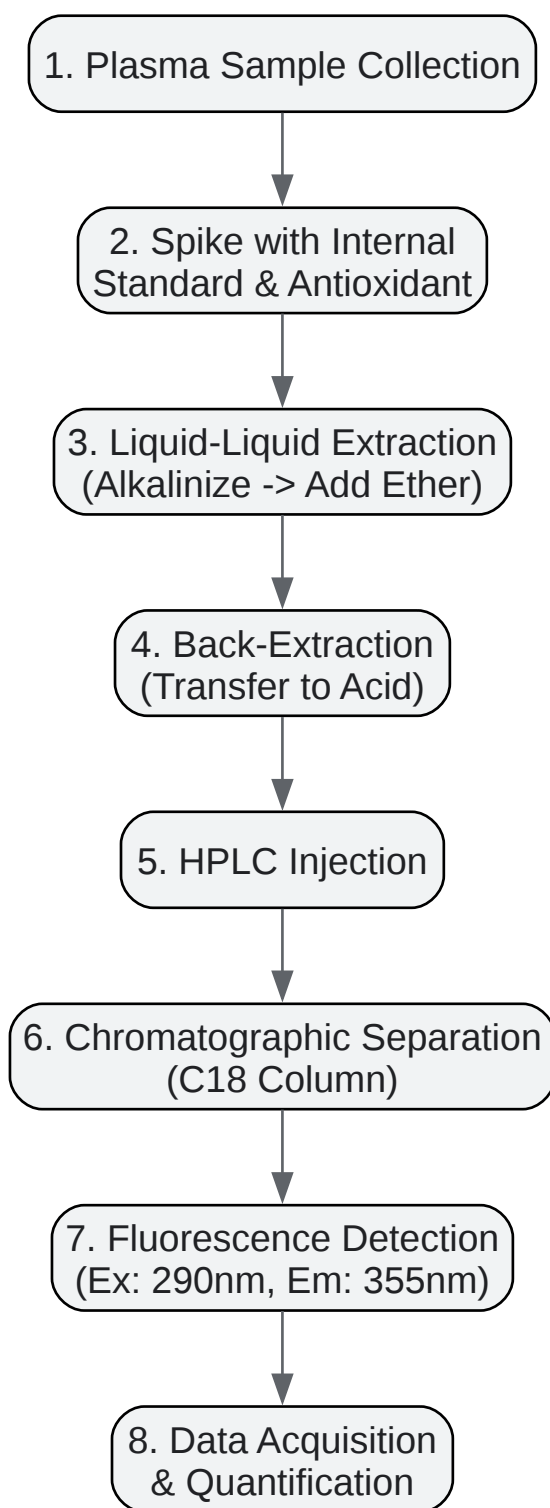 1. Plasma Sample Collection
2. Spike with Internal
Standard & Antioxidant
3. Liquid-Liquid Extraction
(Alkalinize -> Add Ether)
4. Back-Extraction
(Transfer to Acid)
5. HPLC Injection
6. Chromatographic Separation
(C18 Column)
7. Fluorescence Detection
(Ex: 290nm, Em: 355nm)
8. Data Acquisition
& Quantification